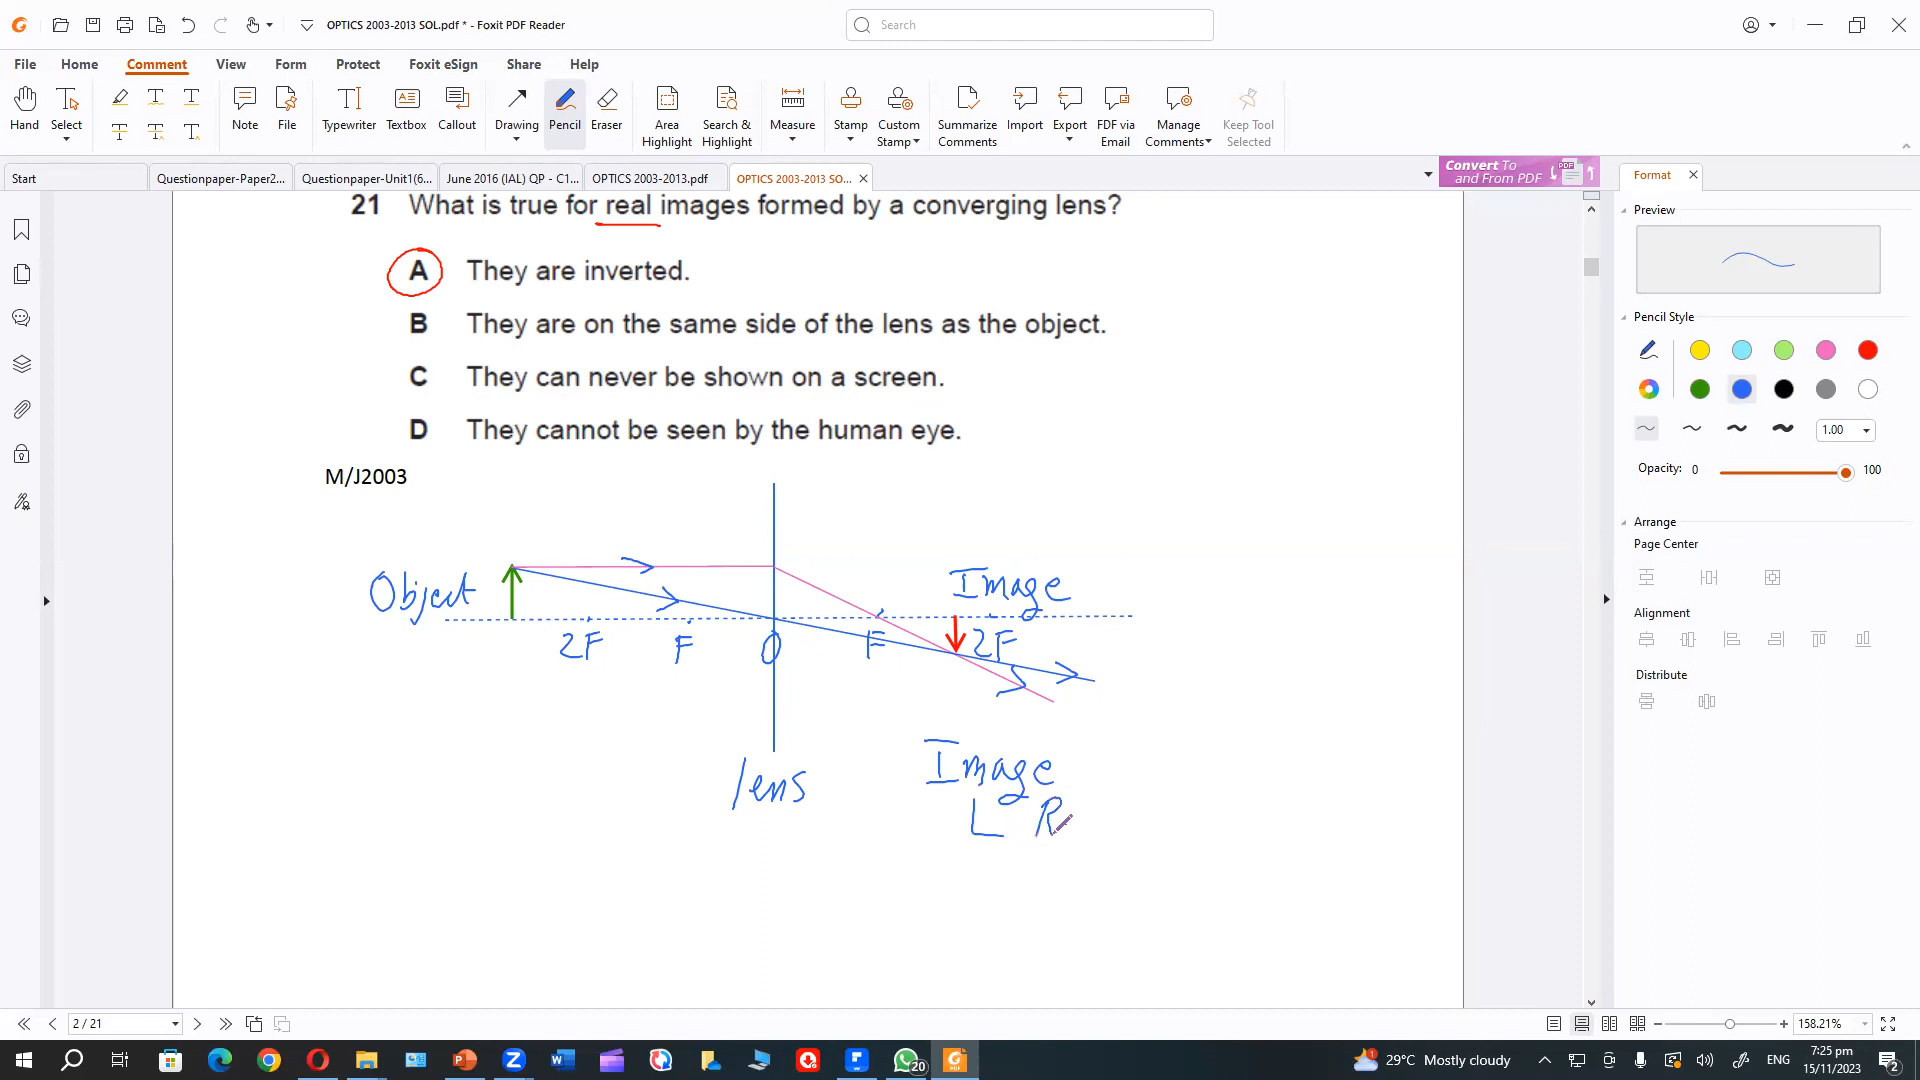 OPTICS 2003-2013 SOL.pdf * - Foxit PDF Reader
Search
File Home Comment View Form Protect Foxit eSign Share Help
Hand Select Note File Typewriter Textbox Callout Drawing Pencil Eraser Area Highlight Search & Highlight Measure Stamp Custom Stamp Summarize Comments Import Export FDF via Email Manage Comments Keep Tool Selected
Start Questionpaper-Paper2... Questionpaper-Unit1(6... June 2016 (IAL) QP - C1... OPTICS 2003-2013.pdf OPTICS 2003-2013 SO...
Convert To
and From PDF
PDF
Format
Preview
Pencil Style
1.00
Opacity: 0 100
Arrange
Page Center
Alignment
Distribute
21 What is true for real images formed by a converging lens?
A They are inverted.
B They are on the same side of the lens as the object.
C They can never be shown on a screen.
D They cannot be seen by the human eye.
M/J2003
Object
Image
2F F O F 2F
lens
Image
L R
2 / 21
158.21%
20
29°C Mostly cloudy
ENG
7:25 pm
15/11/2023
2